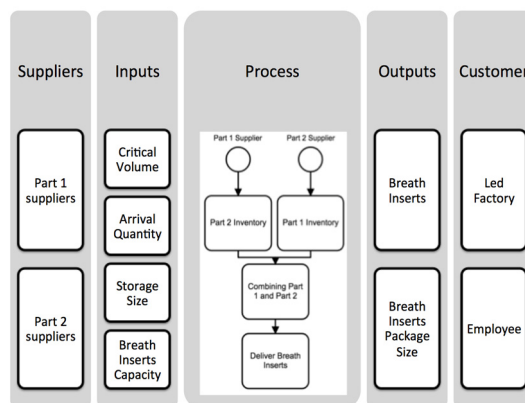 Suppliers
Inputs
Process
Outputs
Customer
Part 1
suppliers
Part 2
suppliers
Critical
Volume
Arrival
Quantity
Storage
Size
Breath
Inserts
Capacity
Part 1 Supplier
Part 2 Supplier
Part 2 Inventory
Part 1 Inventory
Combining Part
1 and Part 2
Deliver Breath
Inserts
Breath
Inserts
Breath
Inserts
Package
Size
Led
Factory
Employee